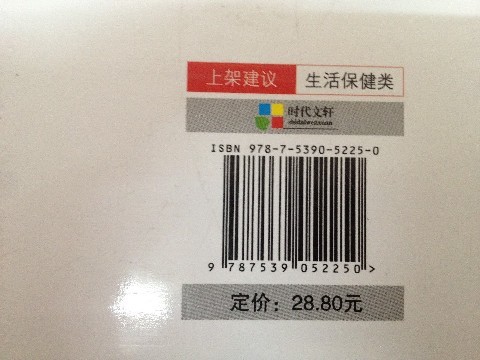 上架建议 生活保健类
时代文轩
ISBN 978-7-5390-5225-0
9 787539 052250 >
定价：28.80元